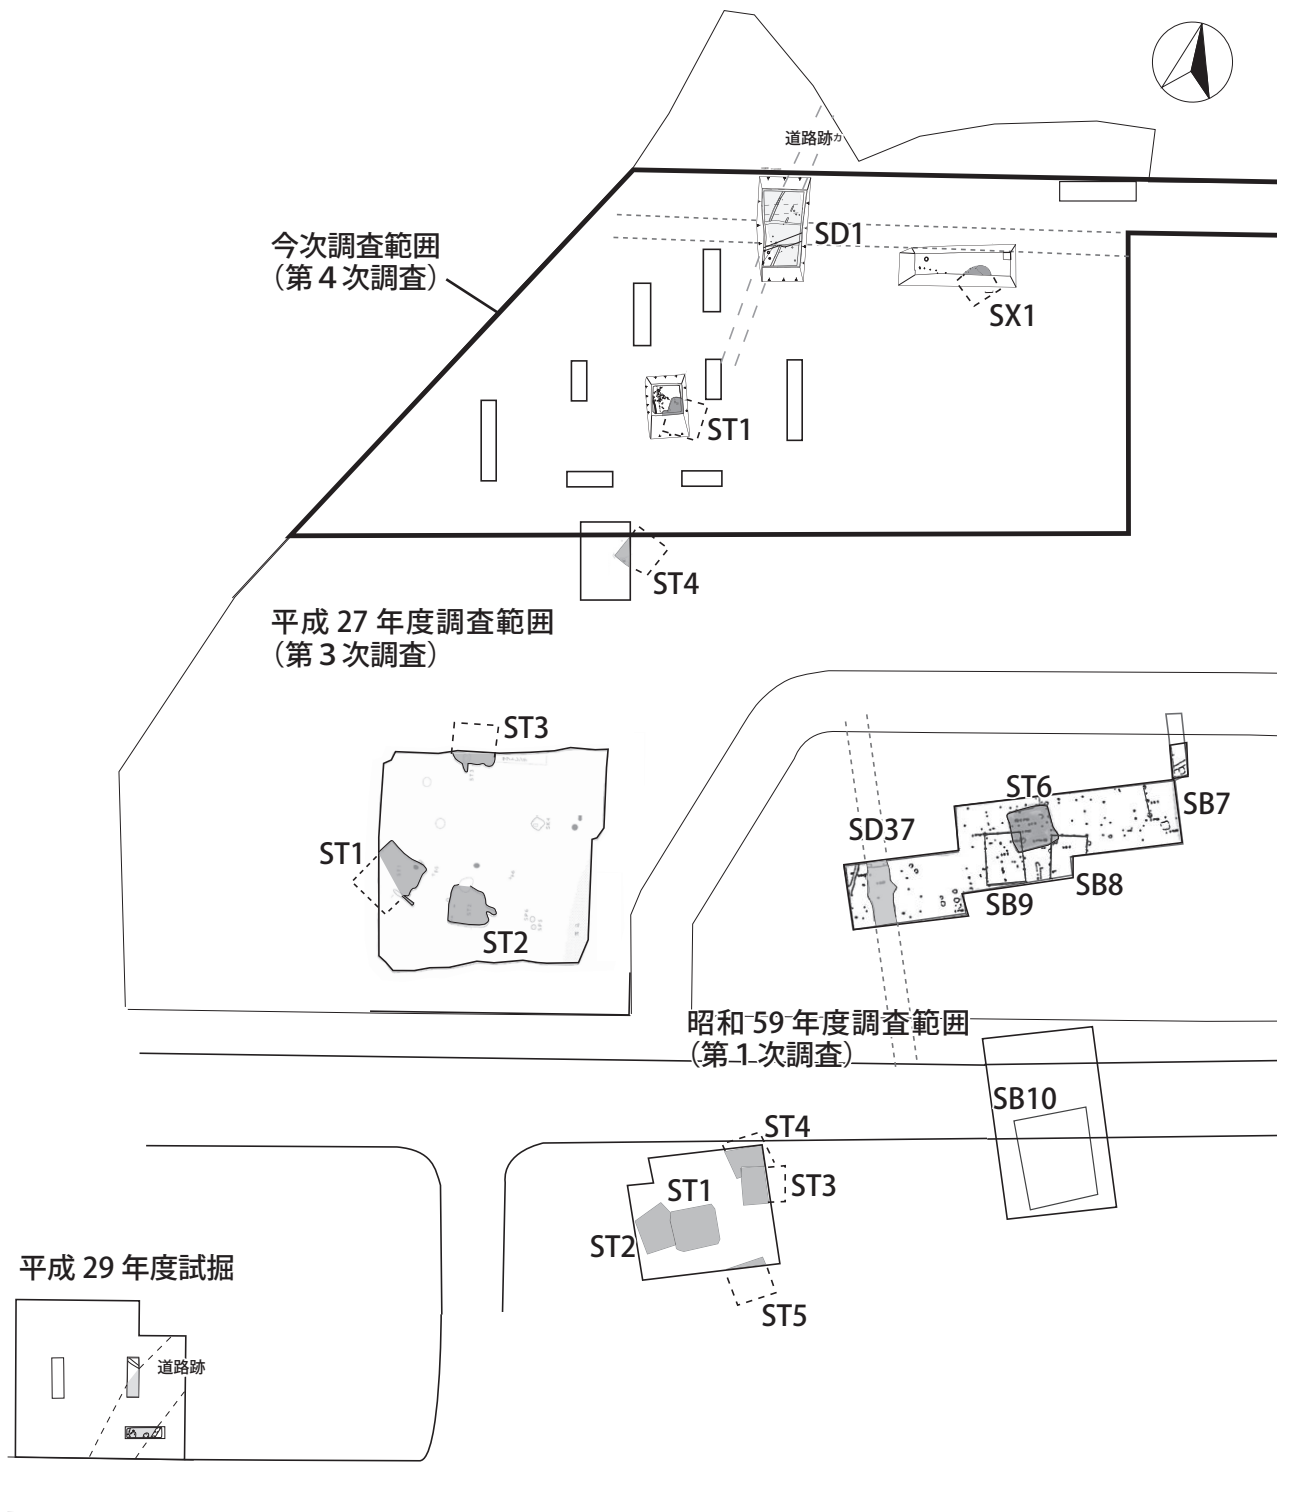 道路跡カ
SD1
今次調査範囲
（第４次調査）
SX1
ST1
ST4
平成 27 年度調査範囲
（第３次調査）
ST3
ST6
SB7
SD37
ST1
SB8
SB9
ST2
昭和 59 年度調査範囲
（第１次調査）
SB10
ST4
ST3
ST1
ST2
平成 29 年度試掘
ST5
道路跡